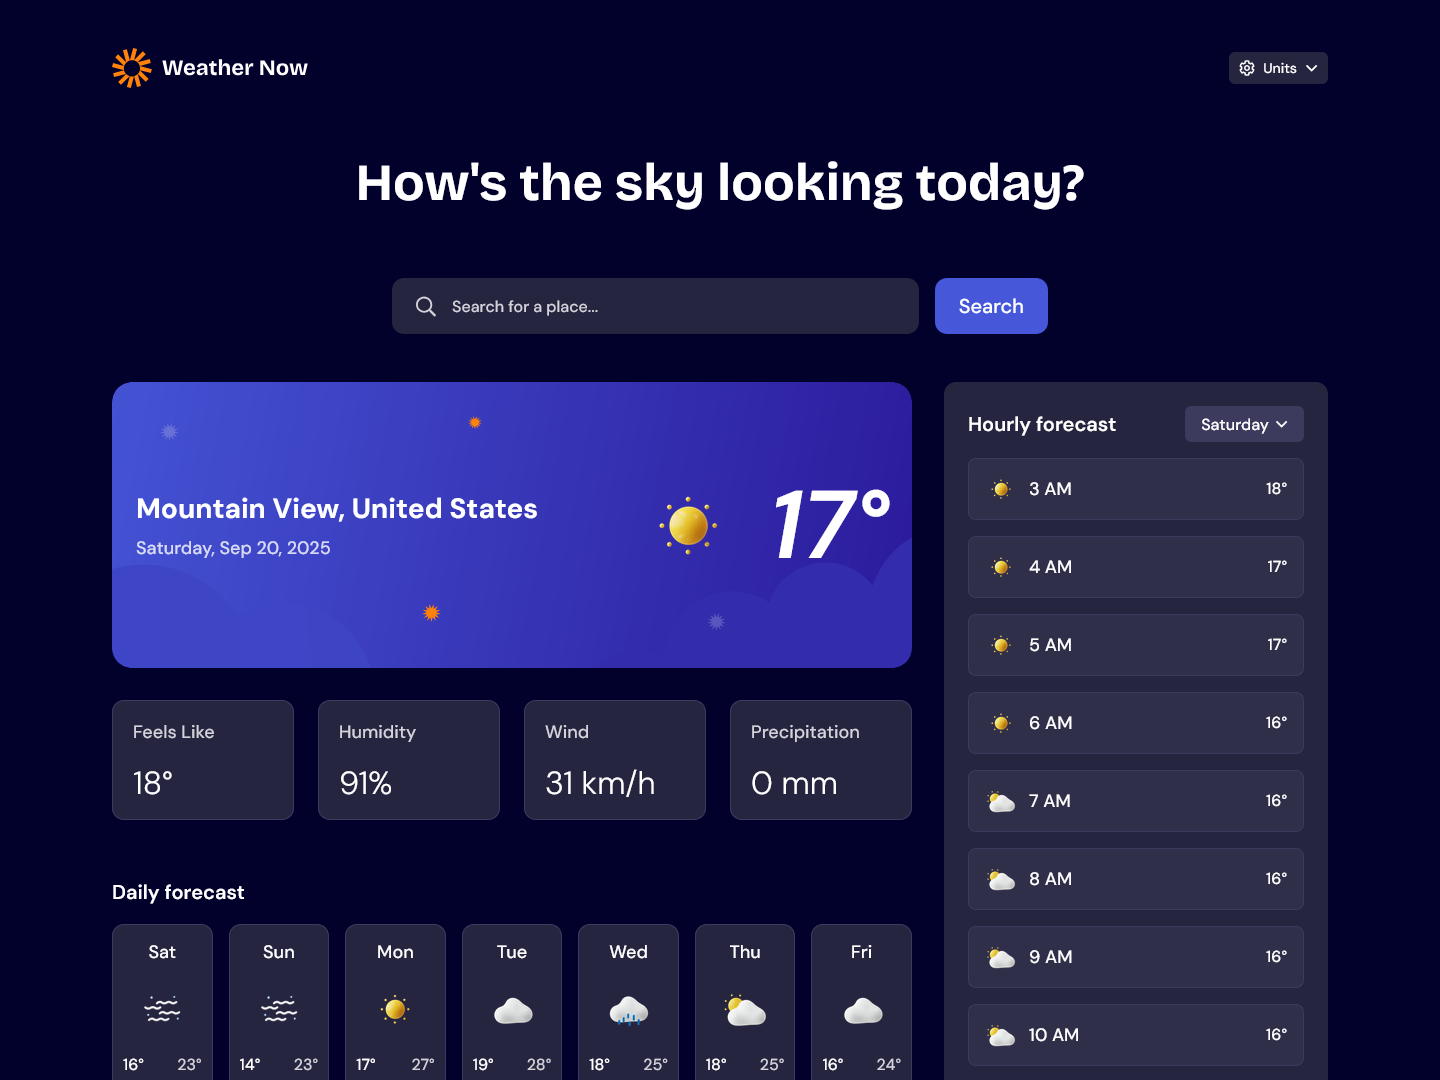 Weather Now
Units
How's the sky looking today?
Search for a place...
Search
Mountain View, United States
Saturday, Sep 20, 2025
17°
Feels Like
18°
Humidity
91%
Wind
31 km/h
Precipitation
0 mm
Daily forecast
Sat
16° 23°
Sun
14° 23°
Mon
17° 27°
Tue
19° 28°
Wed
18° 25°
Thu
18° 25°
Fri
16° 24°
Hourly forecast
Saturday
3 AM 18°
4 AM 17°
5 AM 17°
6 AM 16°
7 AM 16°
8 AM 16°
9 AM 16°
10 AM 16°